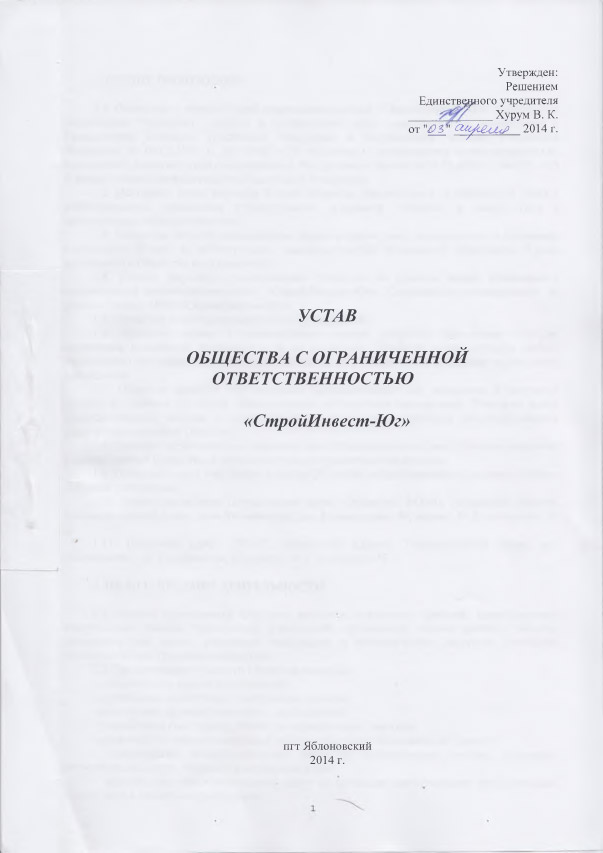 Утвержден:
Решением
Единственного учредителя
Хурум В. К.
от "03" апреля 2014 г.
УСТАВ
ОБЩЕСТВА С ОГРАНИЧЕННОЙ
ОТВЕТСТВЕННОСТЬЮ
«СтройИнвест-Юг»
пгт Яблоновский
2014 г.
1